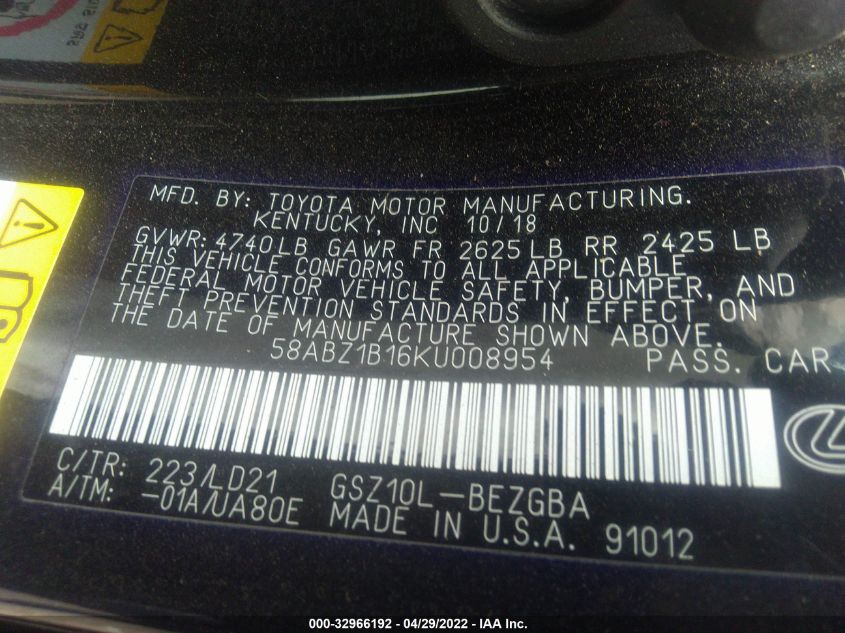 MFD. BY: TOYOTA MOTOR MANUFACTURING.
KENTUCKY, INC 10/18
GVWR: 4740LB GAWR FR 2625LB RR 2425 LB
THIS VEHICLE CONFORMS TO ALL APPLICABLE
FEDERAL MOTOR VEHICLE SAFETY, BUMPER, AND
THEFT PREVENTION STANDARDS IN EFFECT ON
THE DATE OF MANUFACTURE SHOWN ABOVE.
58ABZ1B16KU008954 PASS. CAR
C/TR: 223/LD21 GSZ10L-BEZGBA
A/TM: -01A/UA80E MADE IN U.S.A. 91012
000-32966192 - 04/29/2022 - IAA Inc.